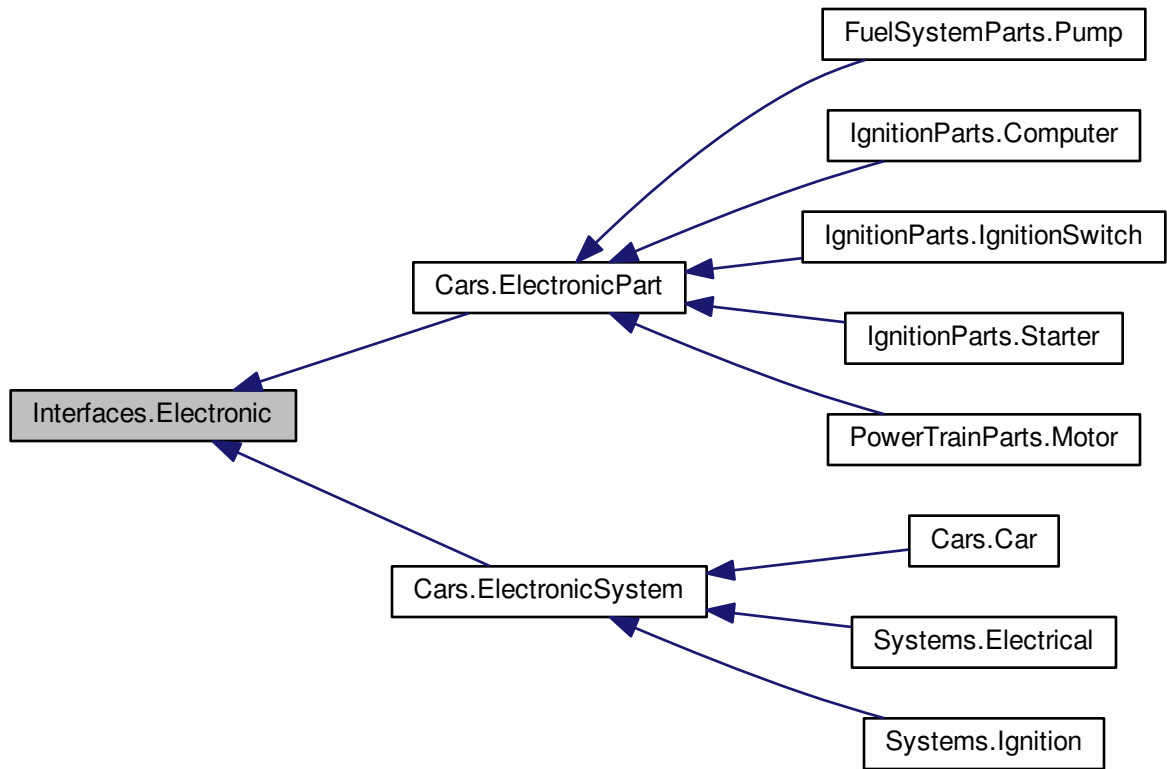 FuelSystemParts.Pump
IgnitionParts.Computer
IgnitionParts.IgnitionSwitch
Cars.ElectronicPart
IgnitionParts.Starter
Interfaces.Electronic
PowerTrainParts.Motor
Cars.Car
Cars.ElectronicSystem
Systems.Electrical
Systems.Ignition